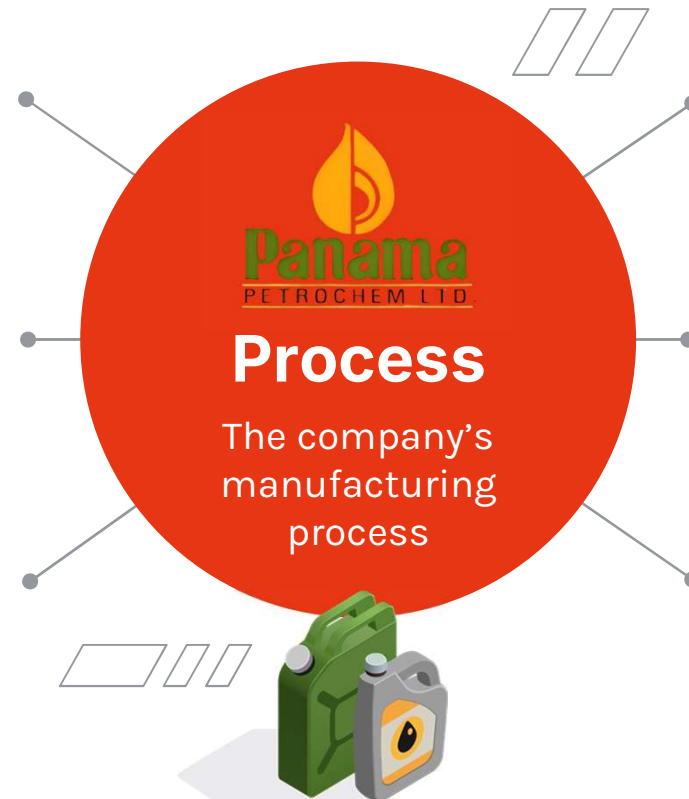 Panama
PETROCHEM LTD.
Process
The company’s
manufacturing
process